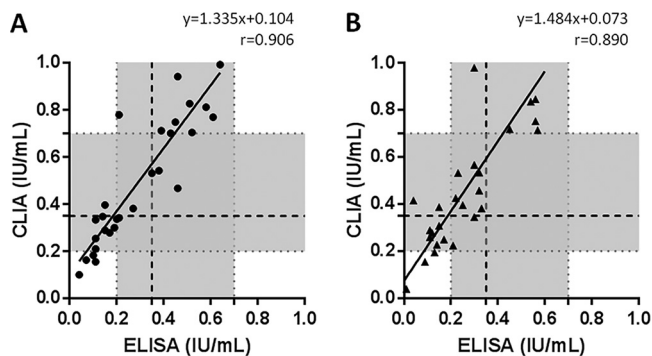 A
y=1.335x+0.104
r=0.906
CLIA (IU/mL)
1.0
0.8
0.6
0.4
0.2
0.0
0.0 0.2 0.4 0.6 0.8 1.0
ELISA (IU/mL)
B
y=1.484x+0.073
r=0.890
CLIA (IU/mL)
1.0
0.8
0.6
0.4
0.2
0.0
0.0 0.2 0.4 0.6 0.8 1.0
ELISA (IU/mL)